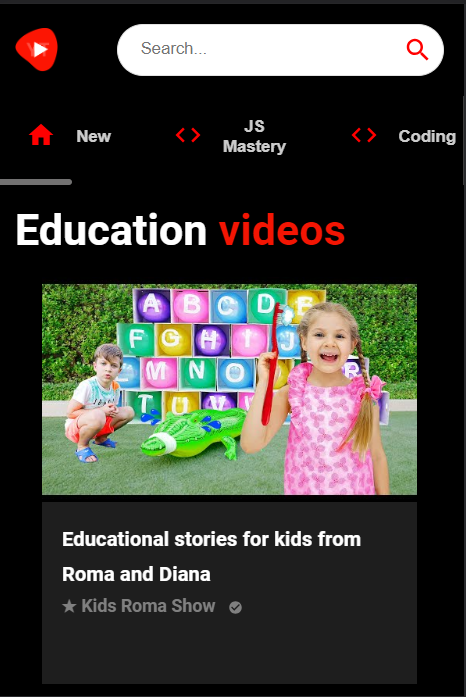 Search...
New
JS
Mastery
Coding
Education videos
A B C D E
F G H I J
M N O R
T U V
Educational stories for kids from
Roma and Diana
★ Kids Roma Show